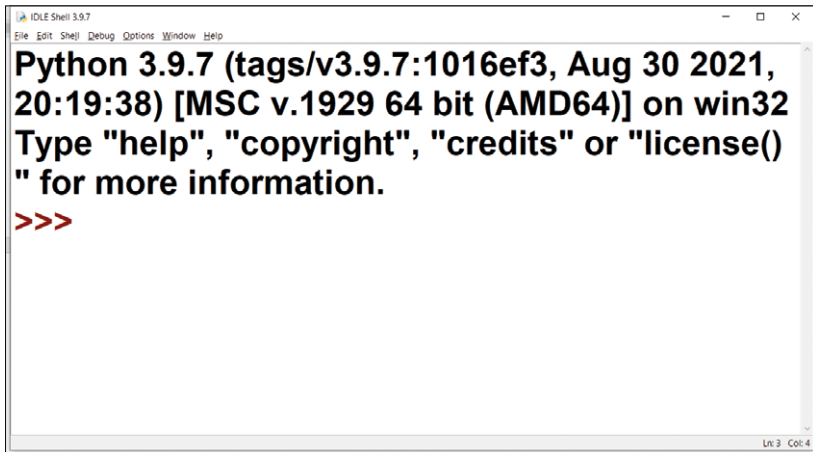 IDLE Shell 3.9.7
File Edit Shell Debug Options Window Help
Python 3.9.7 (tags/v3.9.7:1016ef3, Aug 30 2021,
20:19:38) [MSC v.1929 64 bit (AMD64)] on win32
Type "help", "copyright", "credits" or "license()
" for more information.
>>>
Ln: 3 Col: 4